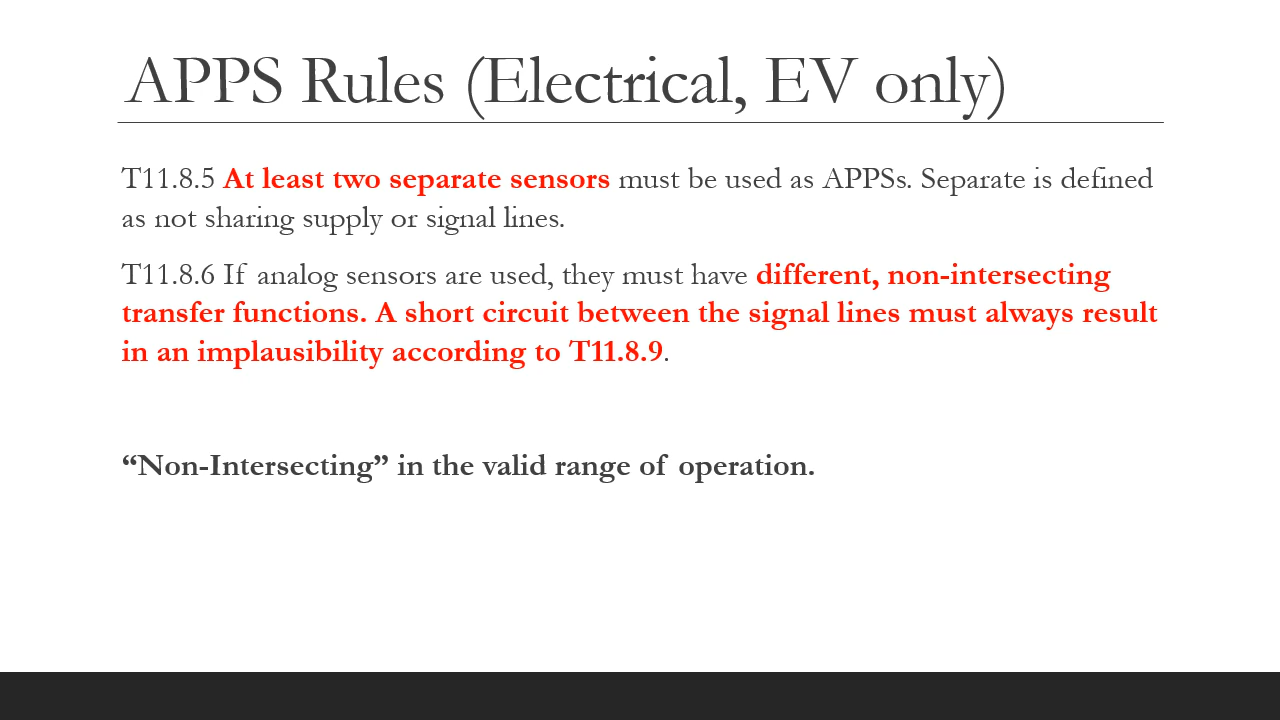 APPS Rules (Electrical, EV only)
T11.8.5 At least two separate sensors must be used as APPSs. Separate is defined
as not sharing supply or signal lines.
T11.8.6 If analog sensors are used, they must have different, non-intersecting
transfer functions. A short circuit between the signal lines must always result
in an implausibility according to T11.8.9.
“Non-Intersecting” in the valid range of operation.